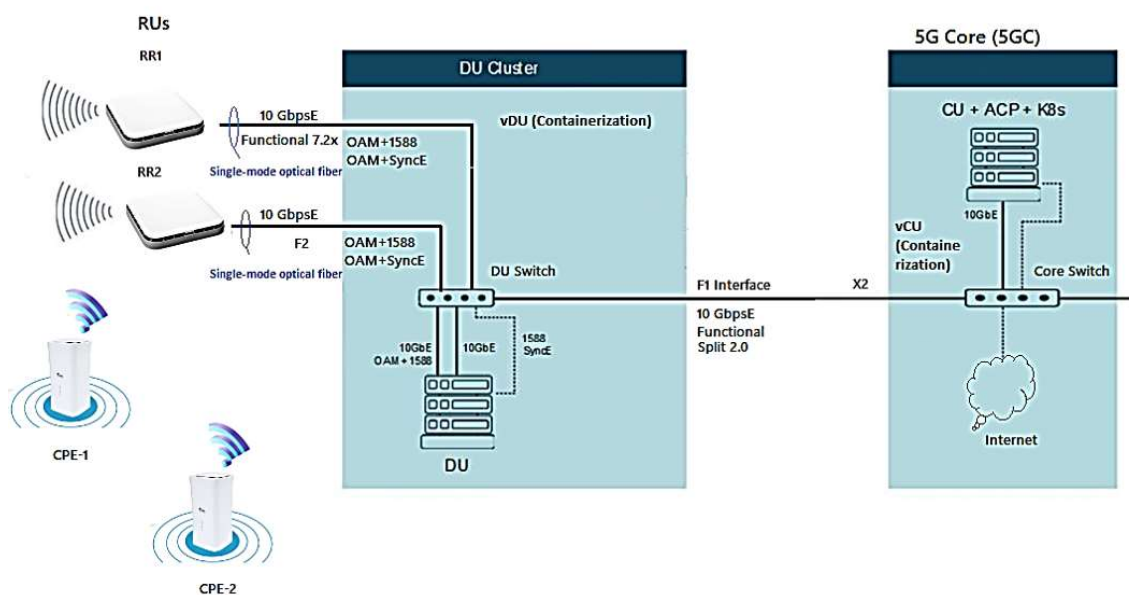 RUs
RR1
10 GbpsE
Functional 7.2x
Single-mode optical fiber
OAM+1588
OAM+SyncE
RR2
10 GbpsE
F2
Single-mode optical fiber
OAM+1588
OAM+SyncE
CPE-1
CPE-2
DU Cluster
vDU (Containerization)
DU Switch
10GbE
OAM+1588
10GbE
1588
SyncE
DU
F1 Interface
X2
10 GbpsE
Functional
Split 2.0
5G Core (5GC)
CU + ACP + K8s
10GbE
vCU
(Containe
rization)
Core Switch
Internet